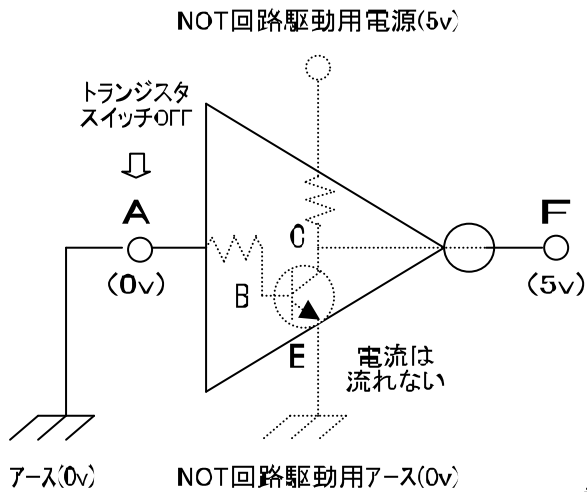 NOT回路駆動用電源(5v)
トランジスタ
スイッチOFF
A
(0v)
C
B
E
F
(5v)
電流は
流れない
アース(0v)
NOT回路駆動用アース(0v)